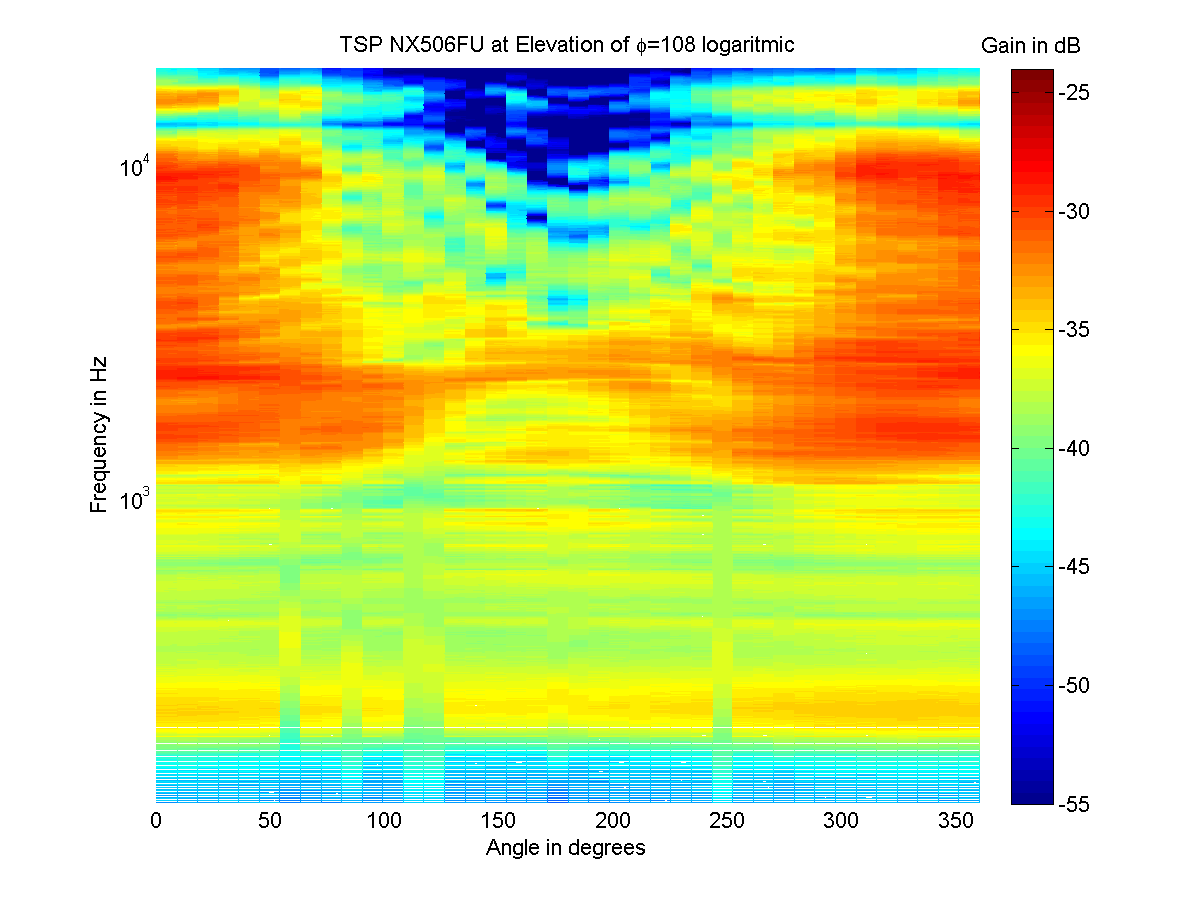 TSP NX506FU at Elevation of ϕ=108 logaritmic
Gain in dB
-25
-30
-35
-40
-45
-50
-55
Frequency in Hz
10^4
10^3
0 50 100 150 200 250 300 350
Angle in degrees